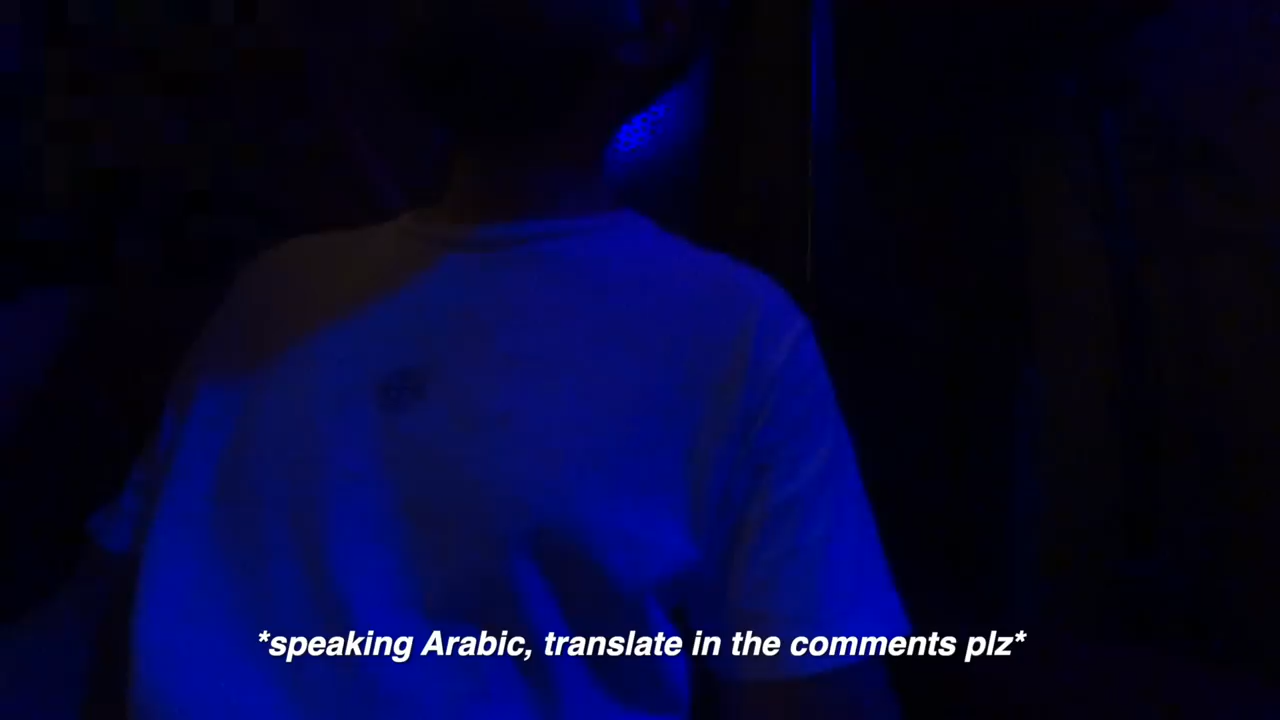 *speaking Arabic, translate in the comments plz*